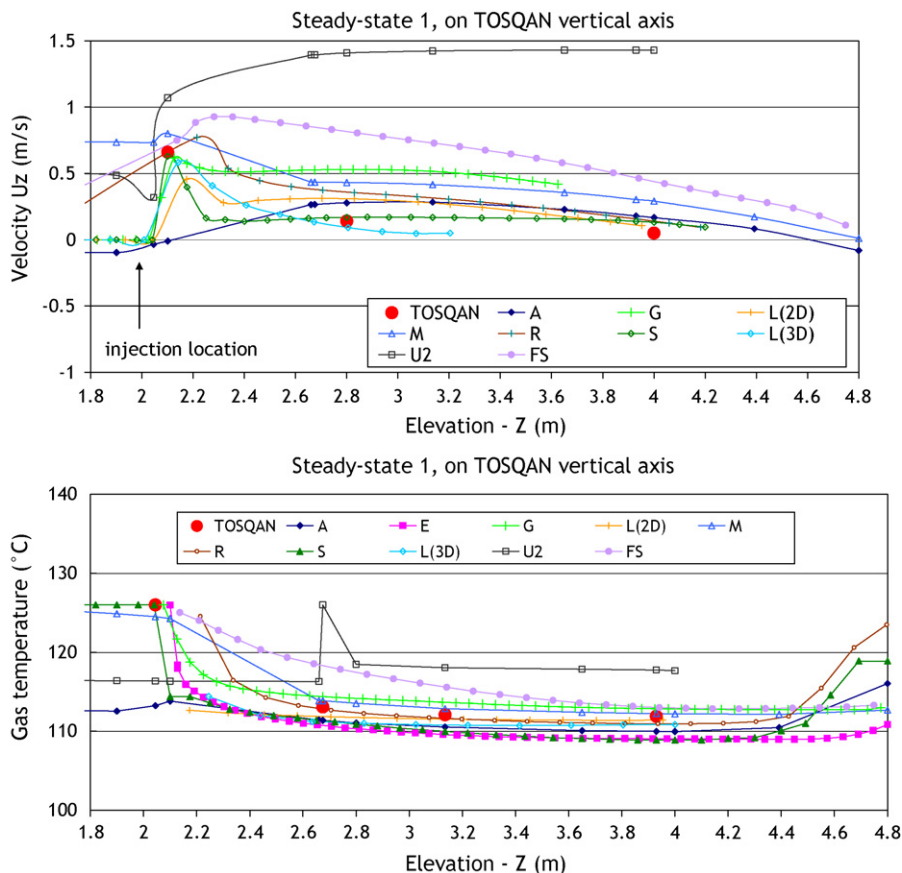 Steady-state 1, on TOSQAN vertical axis
1.5
1
0.5
0
-0.5
-1
Velocity Uz (m/s)
injection location
TOSQAN A G L(2D)
M R S L(3D)
U2 FS
1.8 2 2.2 2.4 2.6 2.8 3 3.2 3.4 3.6 3.8 4 4.2 4.4 4.6 4.8
Elevation - Z (m)
Steady-state 1, on TOSQAN vertical axis
140
130
120
110
100
Gas temperature (°C)
TOSQAN A E G L(2D) M
R S L(3D) U2 FS
1.8 2 2.2 2.4 2.6 2.8 3 3.2 3.4 3.6 3.8 4 4.2 4.4 4.6 4.8
Elevation - Z (m)